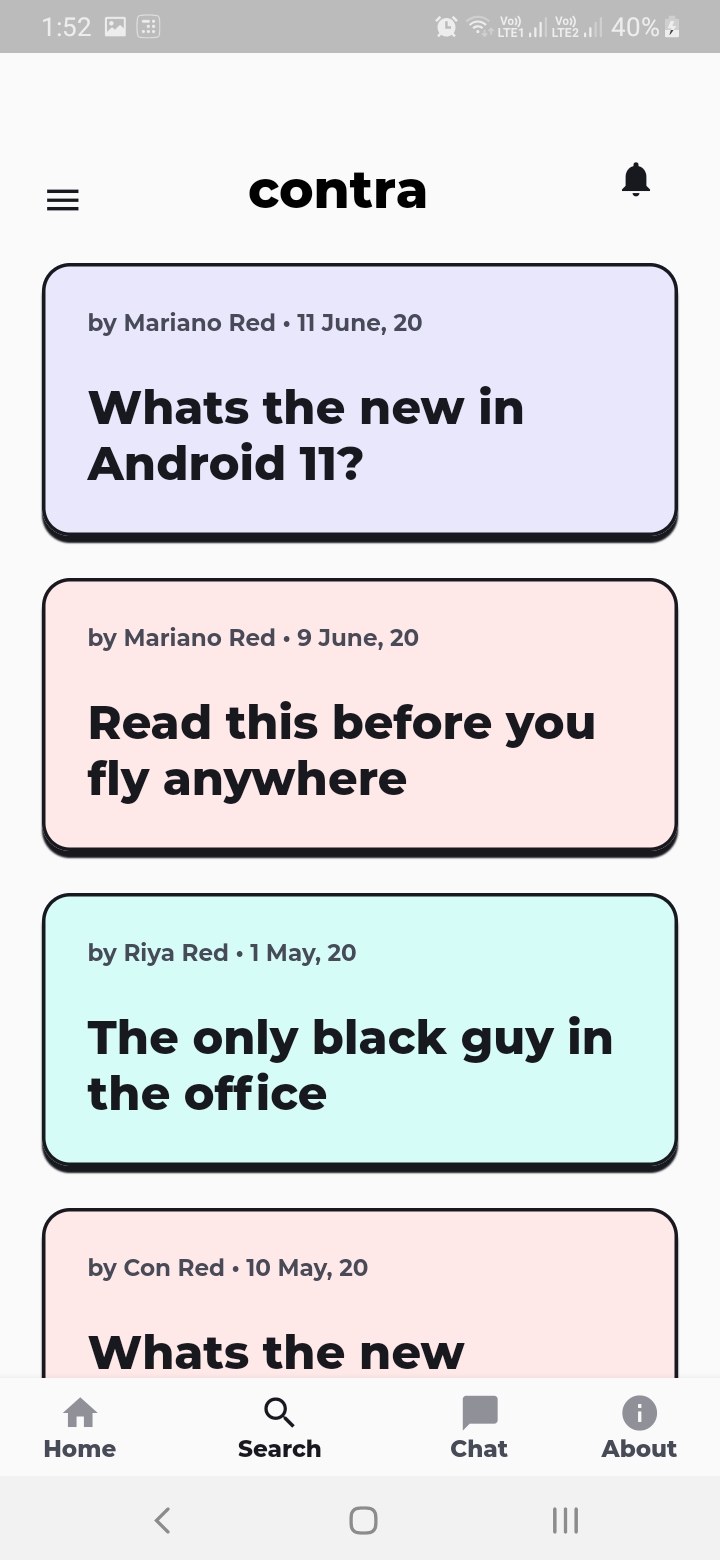 1:52
Vo)) LTE1 Vo)) LTE2 40%
contra
by Mariano Red • 11 June, 20
Whats the new in
Android 11?
by Mariano Red • 9 June, 20
Read this before you
fly anywhere
by Riya Red • 1 May, 20
The only black guy in
the office
by Con Red • 10 May, 20
Whats the new
Home Search Chat About